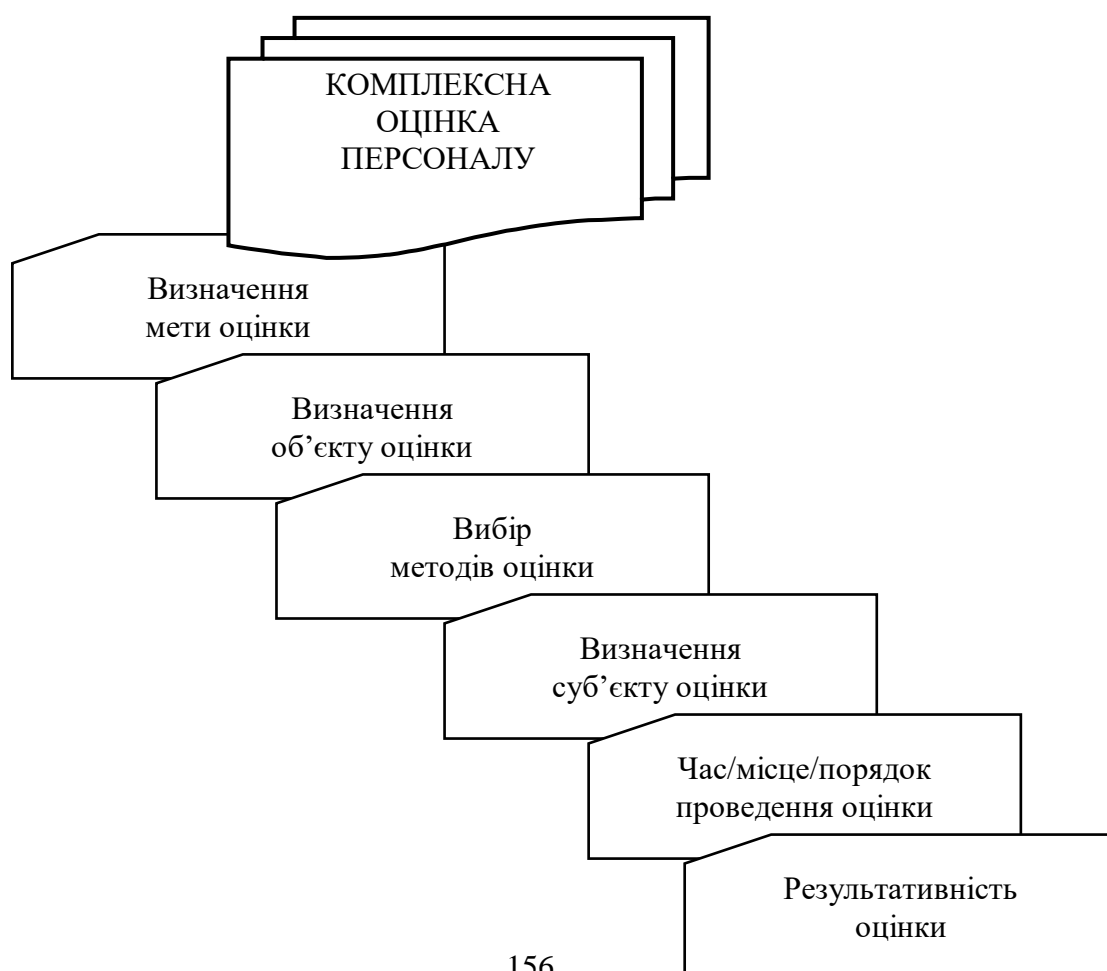 КОМПЛЕКСНА
ОЦІНКА
ПЕРСОНАЛУ
Визначення
мети оцінки
Визначення
об’єкту оцінки
Вибір
методів оцінки
Визначення
суб’єкту оцінки
Час/місце/порядок
проведення оцінки
Результативність
оцінки
156